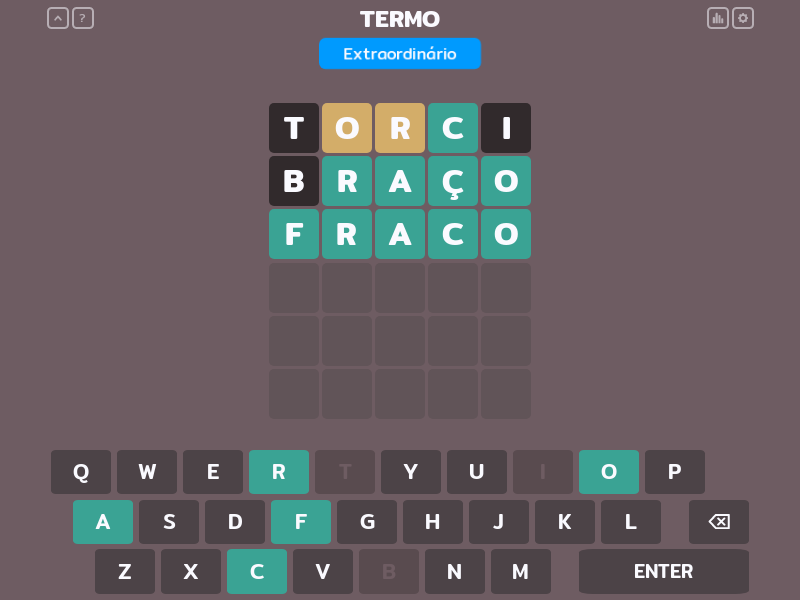 ?
TERMO
Extraordinário
T O R C I
B R A Ç O
F R A C O
Q W E R T Y U I O P
A S D F G H J K L
Z X C V B N M ENTER